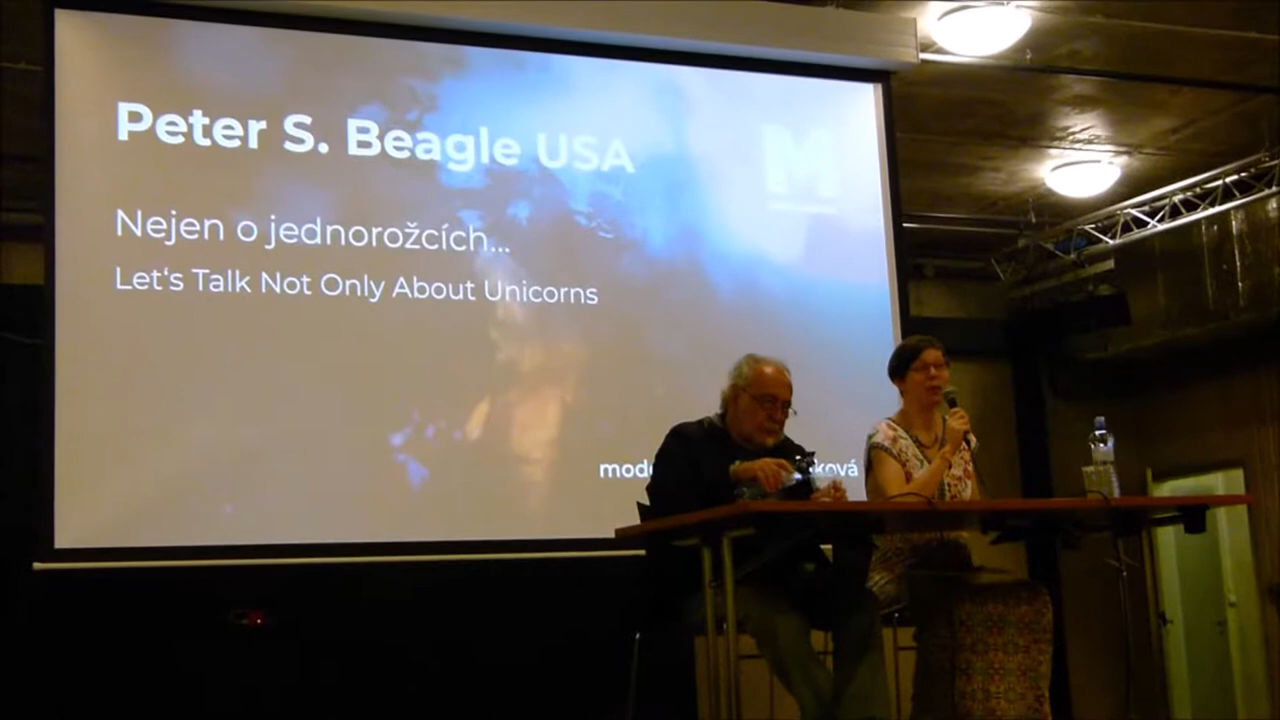 Peter S. Beagle USA
Nejen o jednorožcích...
Let's Talk Not Only About Unicorns
M